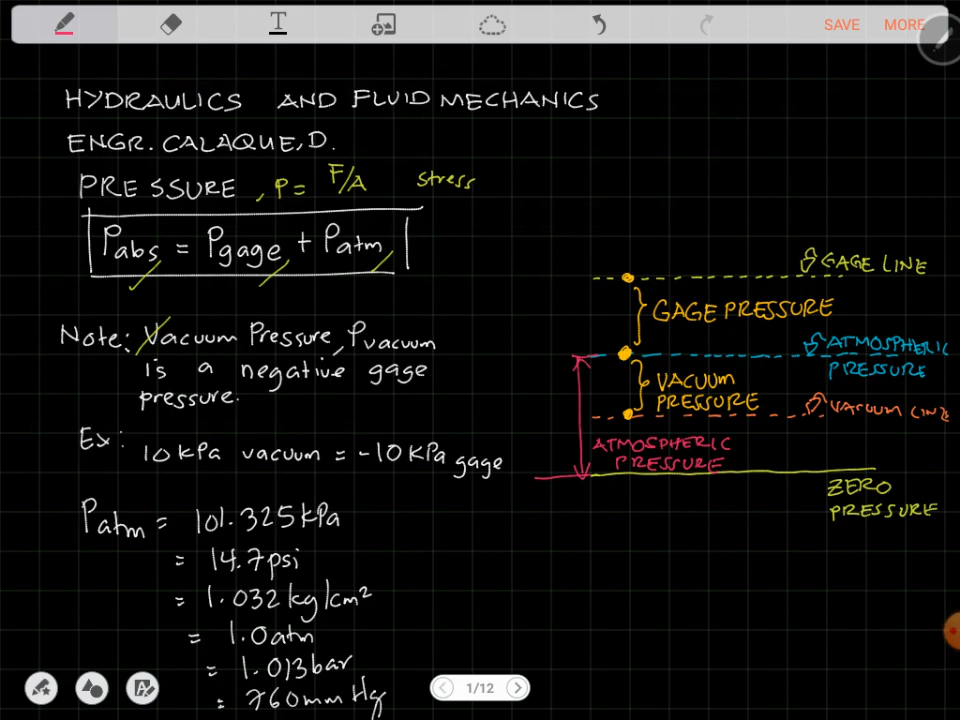 T
SAVE
MORE
HYDRAULICS AND FLUID MECHANICS
ENGR. CALAQUE, D.
PRESSURE, P = F/A stress
Pabs = Pgage + Patm
Note: Vacuum Pressure, Pvacuum
is a negative gage
pressure.
Ex: 10 kPa vacuum = -10 KPa gage
Patm = 101.325 kPa
= 14.7 psi
= 1.032 kg/cm²
= 1.0 atm
= 1.013 bar
= 760 mm Hg
GAGE LINE
GAGE PRESSURE
ATMOSPHERIC
PRESSURE
VACUUM
PRESSURE
VACUUM LINE
ATMOSPHERIC
PRESSURE
ZERO
PRESSURE
A
1/12